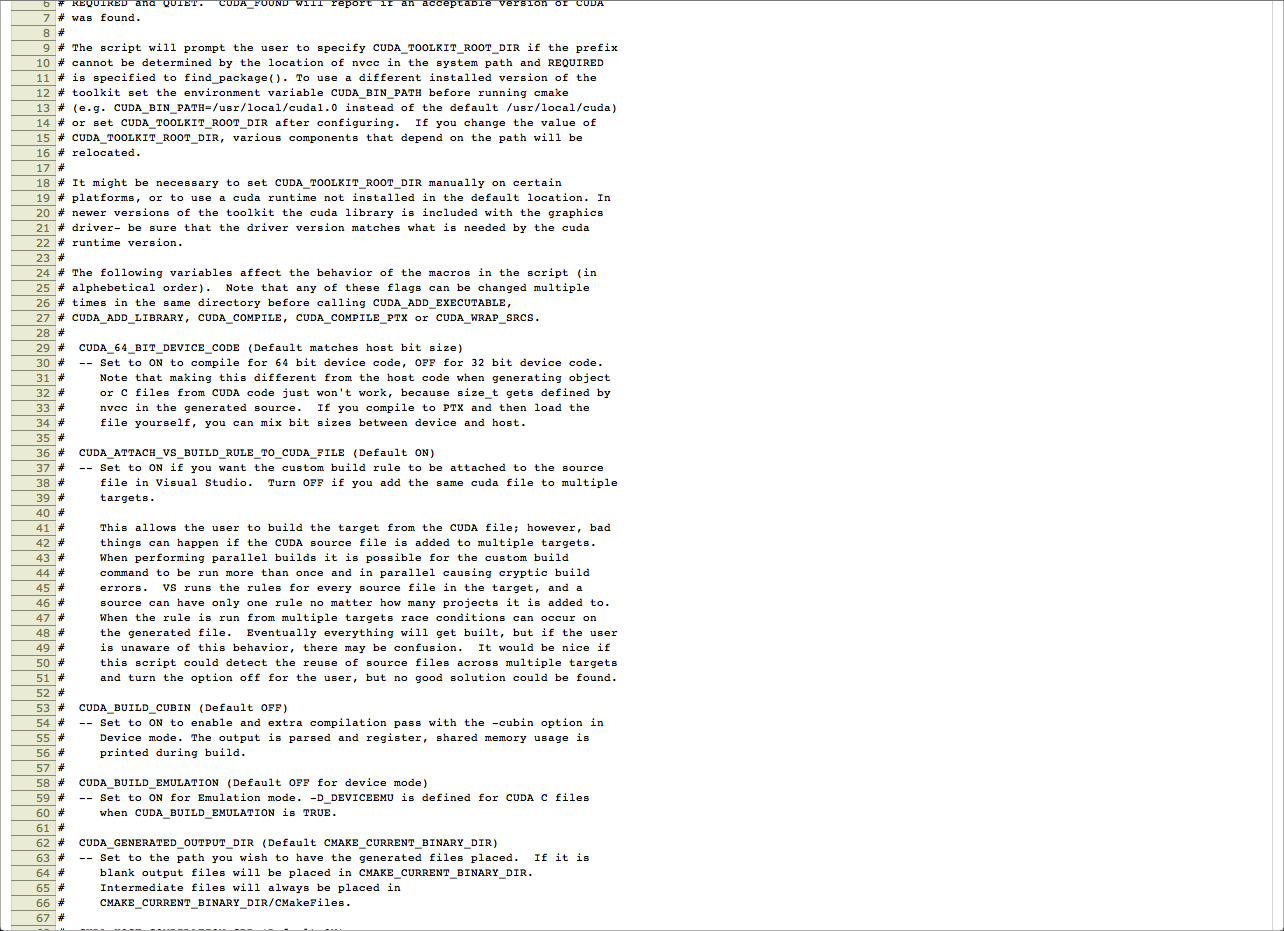 6 # REQUIRED and QUIET.  CUDA_FOUND will report if an acceptable version of CUDA
7 # was found.
8 #
9 # The script will prompt the user to specify CUDA_TOOLKIT_ROOT_DIR if the prefix
10 # cannot be determined by the location of nvcc in the system path and REQUIRED
11 # is specified to find_package(). To use a different installed version of the
12 # toolkit set the environment variable CUDA_BIN_PATH before running cmake
13 # (e.g. CUDA_BIN_PATH=/usr/local/cuda1.0 instead of the default /usr/local/cuda)
14 # or set CUDA_TOOLKIT_ROOT_DIR after configuring.  If you change the value of
15 # CUDA_TOOLKIT_ROOT_DIR, various components that depend on the path will be
16 # relocated.
17 #
18 # It might be necessary to set CUDA_TOOLKIT_ROOT_DIR manually on certain
19 # platforms, or to use a cuda runtime not installed in the default location. In
20 # newer versions of the toolkit the cuda library is included with the graphics
21 # driver- be sure that the driver version matches what is needed by the cuda
22 # runtime version.
23 #
24 # The following variables affect the behavior of the macros in the script (in
25 # alphebetical order).  Note that any of these flags can be changed multiple
26 # times in the same directory before calling CUDA_ADD_EXECUTABLE,
27 # CUDA_ADD_LIBRARY, CUDA_COMPILE, CUDA_COMPILE_PTX or CUDA_WRAP_SRCS.
28 #
29 #  CUDA_64_BIT_DEVICE_CODE (Default matches host bit size)
30 #  -- Set to ON to compile for 64 bit device code, OFF for 32 bit device code.
31 #     Note that making this different from the host code when generating object
32 #     or C files from CUDA code just won't work, because size_t gets defined by
33 #     nvcc in the generated source.  If you compile to PTX and then load the
34 #     file yourself, you can mix bit sizes between device and host.
35 #
36 #  CUDA_ATTACH_VS_BUILD_RULE_TO_CUDA_FILE (Default ON)
37 #  -- Set to ON if you want the custom build rule to be attached to the source
38 #     file in Visual Studio.  Turn OFF if you add the same cuda file to multiple
39 #     targets.
40 #
41 #     This allows the user to build the target from the CUDA file; however, bad
42 #     things can happen if the CUDA source file is added to multiple targets.
43 #     When performing parallel builds it is possible for the custom build
44 #     command to be run more than once and in parallel causing cryptic build
45 #     errors.  VS runs the rules for every source file in the target, and a
46 #     source can have only one rule no matter how many projects it is added to.
47 #     When the rule is run from multiple targets race conditions can occur on
48 #     the generated file.  Eventually everything will get built, but if the user
49 #     is unaware of this behavior, there may be confusion.  It would be nice if
50 #     this script could detect the reuse of source files across multiple targets
51 #     and turn the option off for the user, but no good solution could be found.
52 #
53 #  CUDA_BUILD_CUBIN (Default OFF)
54 #  -- Set to ON to enable and extra compilation pass with the -cubin option in
55 #     Device mode. The output is parsed and register, shared memory usage is
56 #     printed during build.
57 #
58 #  CUDA_BUILD_EMULATION (Default OFF for device mode)
59 #  -- Set to ON for Emulation mode. -D_DEVICEEMU is defined for CUDA C files
60 #     when CUDA_BUILD_EMULATION is TRUE.
61 #
62 #  CUDA_GENERATED_OUTPUT_DIR (Default CMAKE_CURRENT_BINARY_DIR)
63 #  -- Set to the path you wish to have the generated files placed.  If it is
64 #     blank output files will be placed in CMAKE_CURRENT_BINARY_DIR.
65 #     Intermediate files will always be placed in
66 #     CMAKE_CURRENT_BINARY_DIR/CMakeFiles.
67 #